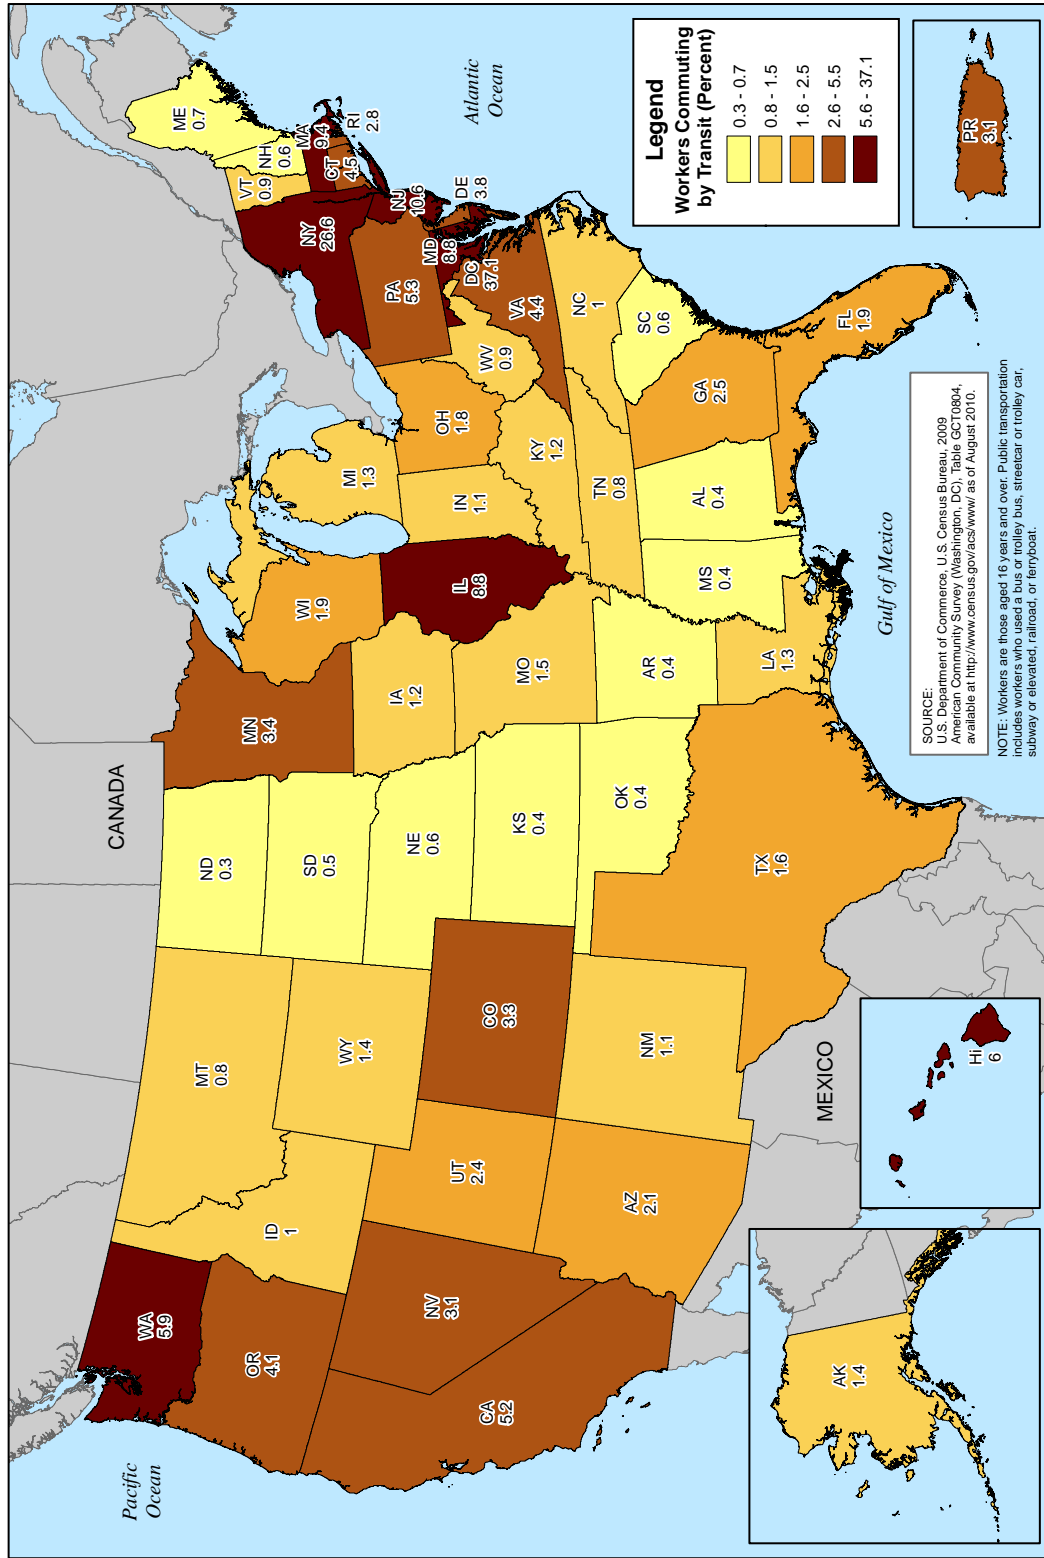 Pacific
Ocean
CANADA
WA
5.9
OR
4.1
CA
5.2
NV
3.1
ID
1
MT
0.8
WY
1.4
UT
2.4
AZ
2.1
CO
3.3
NM
1.1
ND
0.3
SD
0.5
NE
0.6
KS
0.4
OK
0.4
TX
1.6
MN
3.4
IA
1.2
MO
1.5
AR
0.4
LA
1.3
WI
1.9
IL
8.8
MI
1.3
IN
1.1
OH
1.8
KY
1.2
TN
0.8
MS
0.4
AL
0.4
GA
2.5
FL
1.9
SC
0.6
NC
1
VA
4.4
WV
0.9
DC
37.1
MD
8.8
DE
3.8
PA
5.3
NJ
10.6
NY
26.6
CT
4.5
RI
2.8
MA
9.4
VT
0.9
NH
0.6
ME
0.7
Atlantic
Ocean
MEXICO
Gulf of Mexico
AK
1.4
Hi
6
PR
3.1
Legend
Workers Commuting
by Transit (Percent)
0.3 - 0.7
0.8 - 1.5
1.6 - 2.5
2.6 - 5.5
5.6 - 37.1
SOURCE:
U.S. Department of Commerce, U.S. Census Bureau, 2009
American Community Survey (Washington, DC), Table GCT0804,
available at http://www.census.gov/acs/www/ as of August 2010.
NOTE: Workers are those aged 16 years and over. Public transportation
includes workers who used a bus or trolley bus, streetcar or trolley car,
subway or elevated, railroad, or ferryboat.